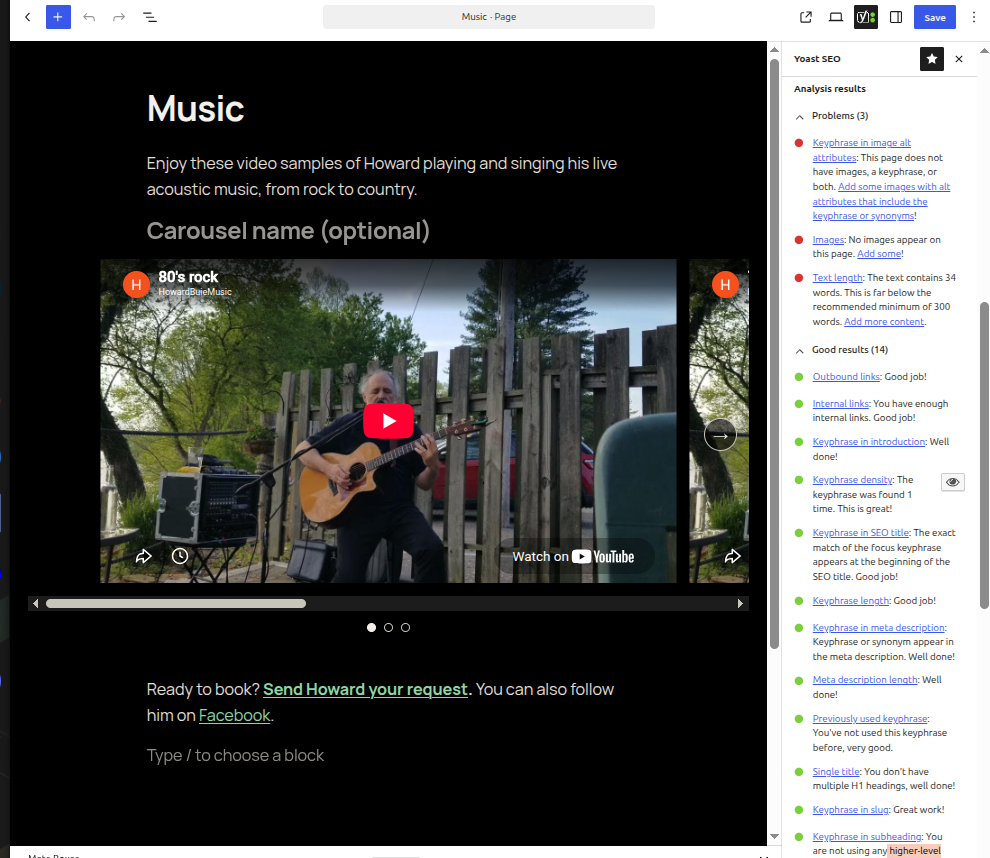 Music · Page
Save
Music
Enjoy these video samples of Howard playing and singing his live
acoustic music, from rock to country.
Carousel name (optional)
H
80's rock
HowardBuieMusic
H
Watch on YouTube
Ready to book? Send Howard your request. You can also follow
him on Facebook.
Type / to choose a block
Yoast SEO
Analysis results
Problems (3)
Keyphrase in image alt
attributes: This page does not
have images, a keyphrase, or
both. Add some images with alt
attributes that include the
keyphrase or synonyms!
Images: No images appear on
this page. Add some!
Text length: The text contains 34
words. This is far below the
recommended minimum of 300
words. Add more content.
Good results (14)
Outbound links: Good job!
Internal links: You have enough
internal links. Good job!
Keyphrase in introduction: Well
done!
Keyphrase density: The
keyphrase was found 1
time. This is great!
Keyphrase in SEO title: The exact
match of the focus keyphrase
appears at the beginning of the
SEO title. Good job!
Keyphrase length: Good job!
Keyphrase in meta description:
Keyphrase or synonym appear in
the meta description. Well done!
Meta description length: Well
done!
Previously used keyphrase:
You've not used this keyphrase
before, very good.
Single title: You don't have
multiple H1 headings, well done!
Keyphrase in slug: Great work!
Keyphrase in subheading: You
are not using any higher-level